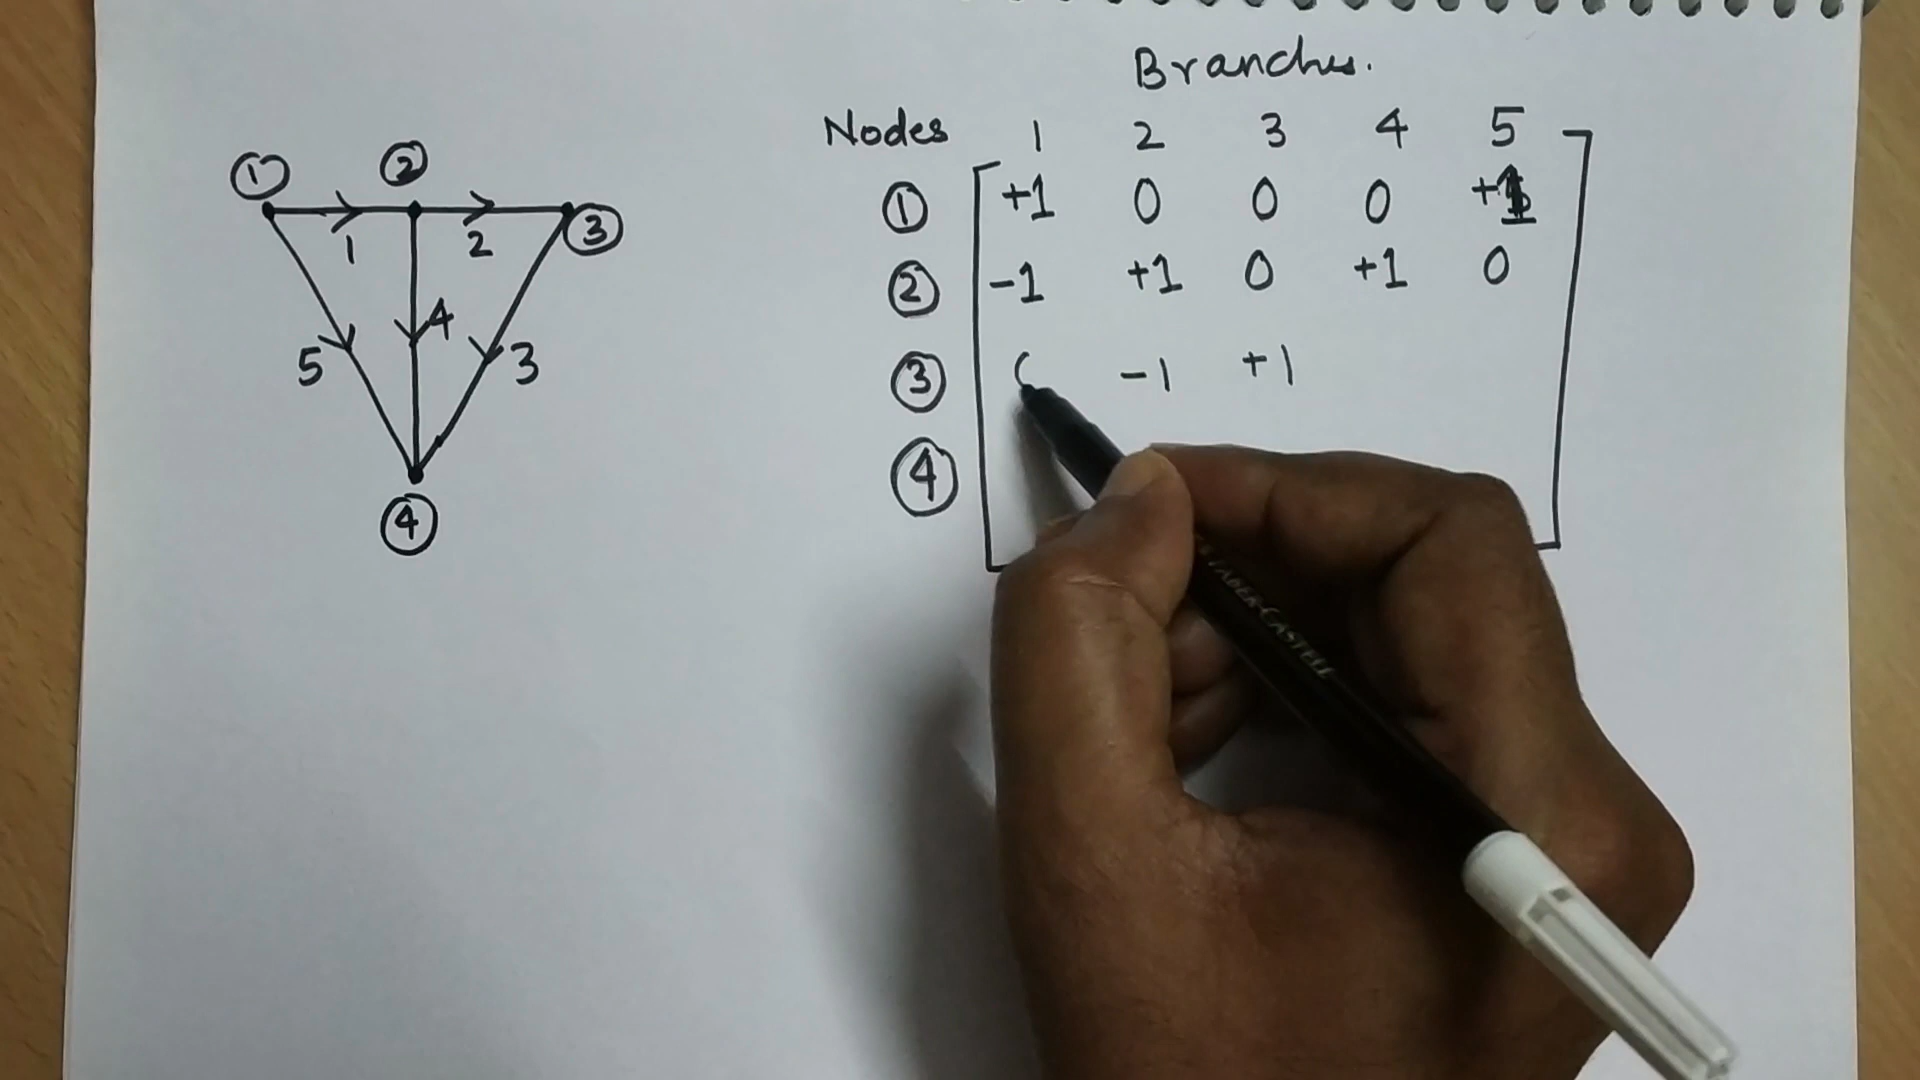 Branches.
Nodes 1 2 3 4 5
① +1 0 0 0 +1
② -1 +1 0 +1 0
③ -1 +1
④
① ② ③
1 2
5 4 3
④
FABER-CASTELL